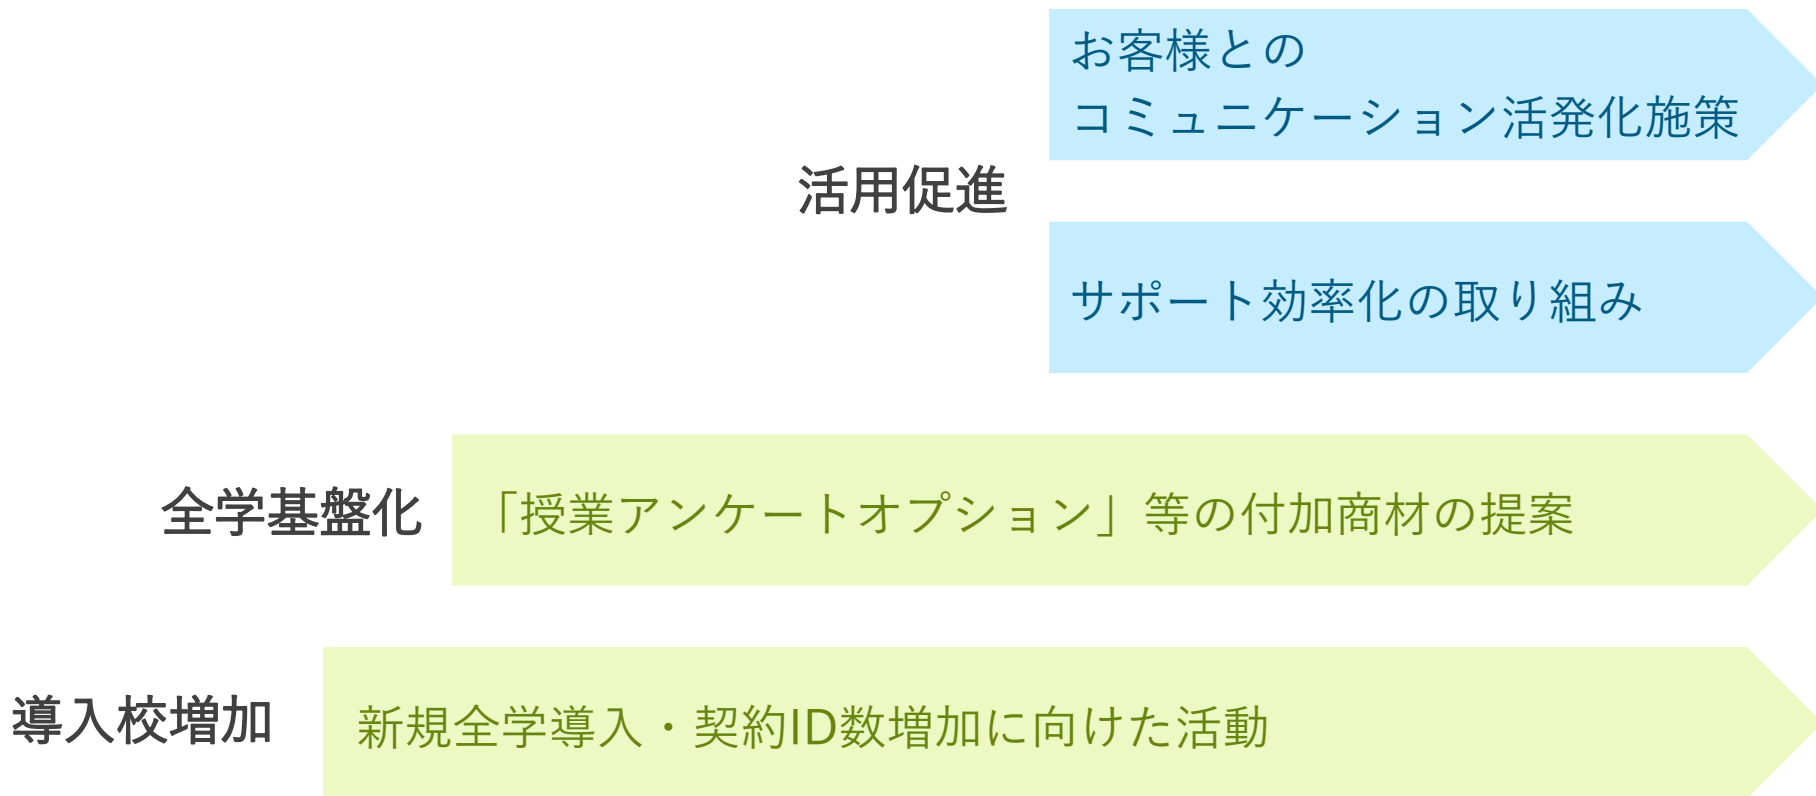 お客様との
コミュニケーション活発化施策
活用促進
サポート効率化の取り組み
全学基盤化
「授業アンケートオプション」等の付加商材の提案
導入校増加
新規全学導入・契約ID数増加に向けた活動